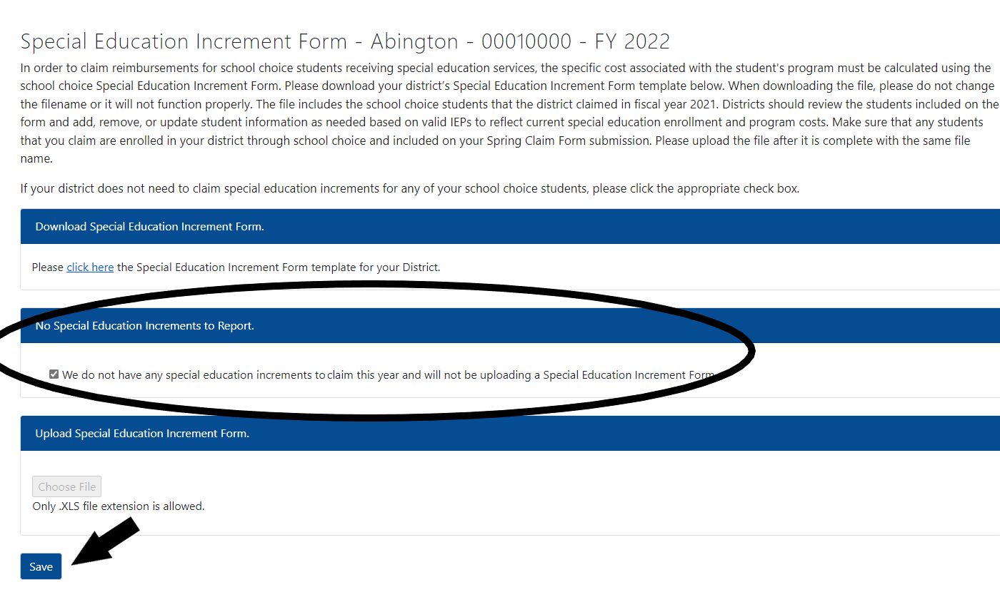 Special Education Increment Form - Abington - 00010000 - FY 2022
In order to claim reimbursements for school choice students receiving special education services, the specific cost associated with the student's program must be calculated using the
school choice Special Education Increment Form. Please download your district’s Special Education Increment Form template below. When downloading the file, please do not change
the filename or it will not function properly. The file includes the school choice students that the district claimed in fiscal year 2021. Districts should review the students included on the
form and add, remove, or update student information as needed based on valid IEPs to reflect current special education enrollment and program costs. Make sure that any students
that you claim are enrolled in your district through school choice and included on your Spring Claim Form submission. Please upload the file after it is complete with the same file
name.
If your district does not need to claim special education increments for any of your school choice students, please click the appropriate check box.
Download Special Education Increment Form.
Please click here the Special Education Increment Form template for your District.
No Special Education Increments to Report.
We do not have any special education increments to claim this year and will not be uploading a Special Education Increment Form
Upload Special Education Increment Form.
Choose File
Only .XLS file extension is allowed.
Save